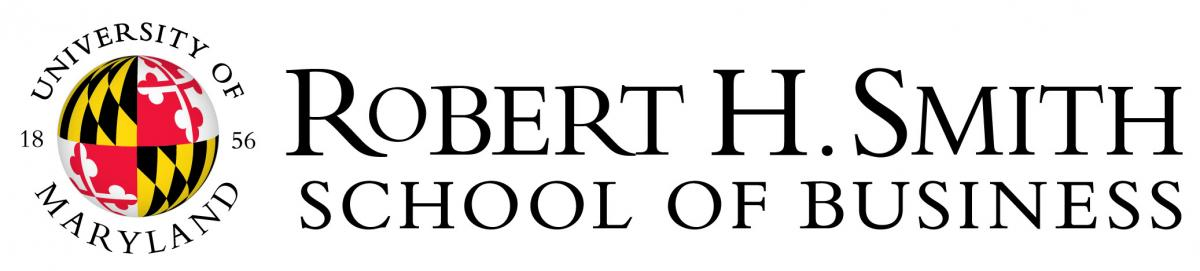 UNIVERSITY OF
18 56
MARYLAND
ROBERT H. SMITH
SCHOOL OF BUSINESS